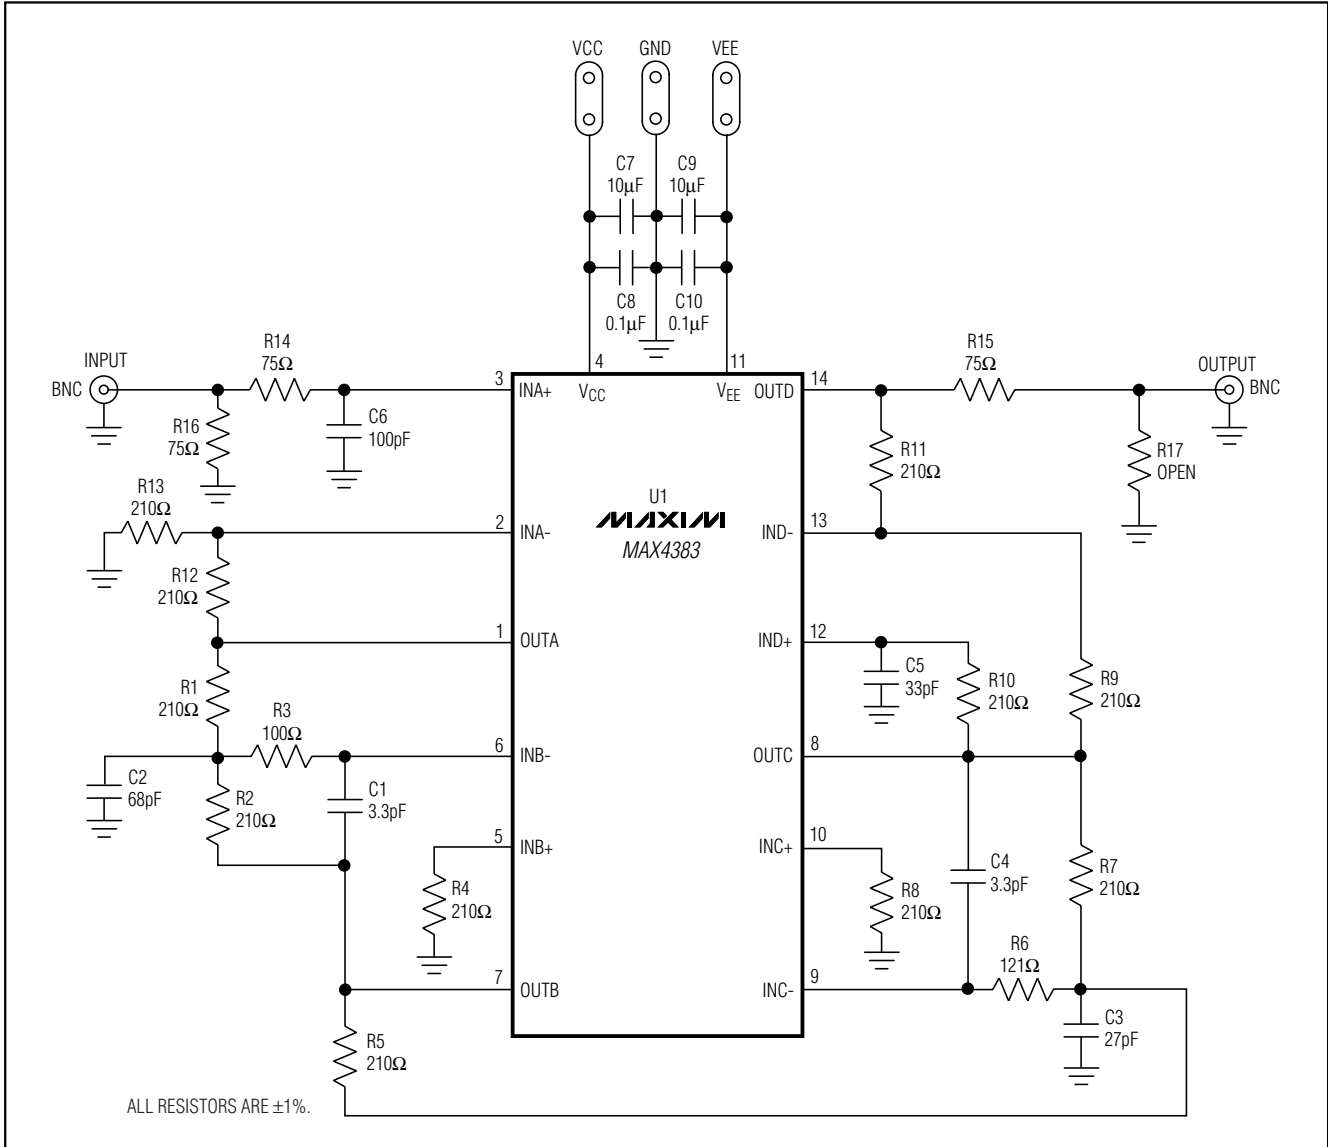 VCC GND VEE
C7
10μF
C9
10μF
C8
0.1μF
C10
0.1μF
INPUT
BNC
R14
75Ω
R16
75Ω
C6
100pF
R13
210Ω
R12
210Ω
R1
210Ω
R3
100Ω
C2
68pF
R2
210Ω
C1
3.3pF
R4
210Ω
R5
210Ω
3 INA+
4 VCC
11 VEE
OUTD 14
2 INA-
U1
MAXIM
MAX4383
IND- 13
1 OUTA
IND+ 12
6 INB-
OUTC 8
5 INB+
INC+ 10
7 OUTB
INC- 9
R15
75Ω
OUTPUT
BNC
R11
210Ω
R17
OPEN
C5
33pF
R10
210Ω
R9
210Ω
C4
3.3pF
R7
210Ω
R8
210Ω
R6
121Ω
C3
27pF
ALL RESISTORS ARE ±1%.